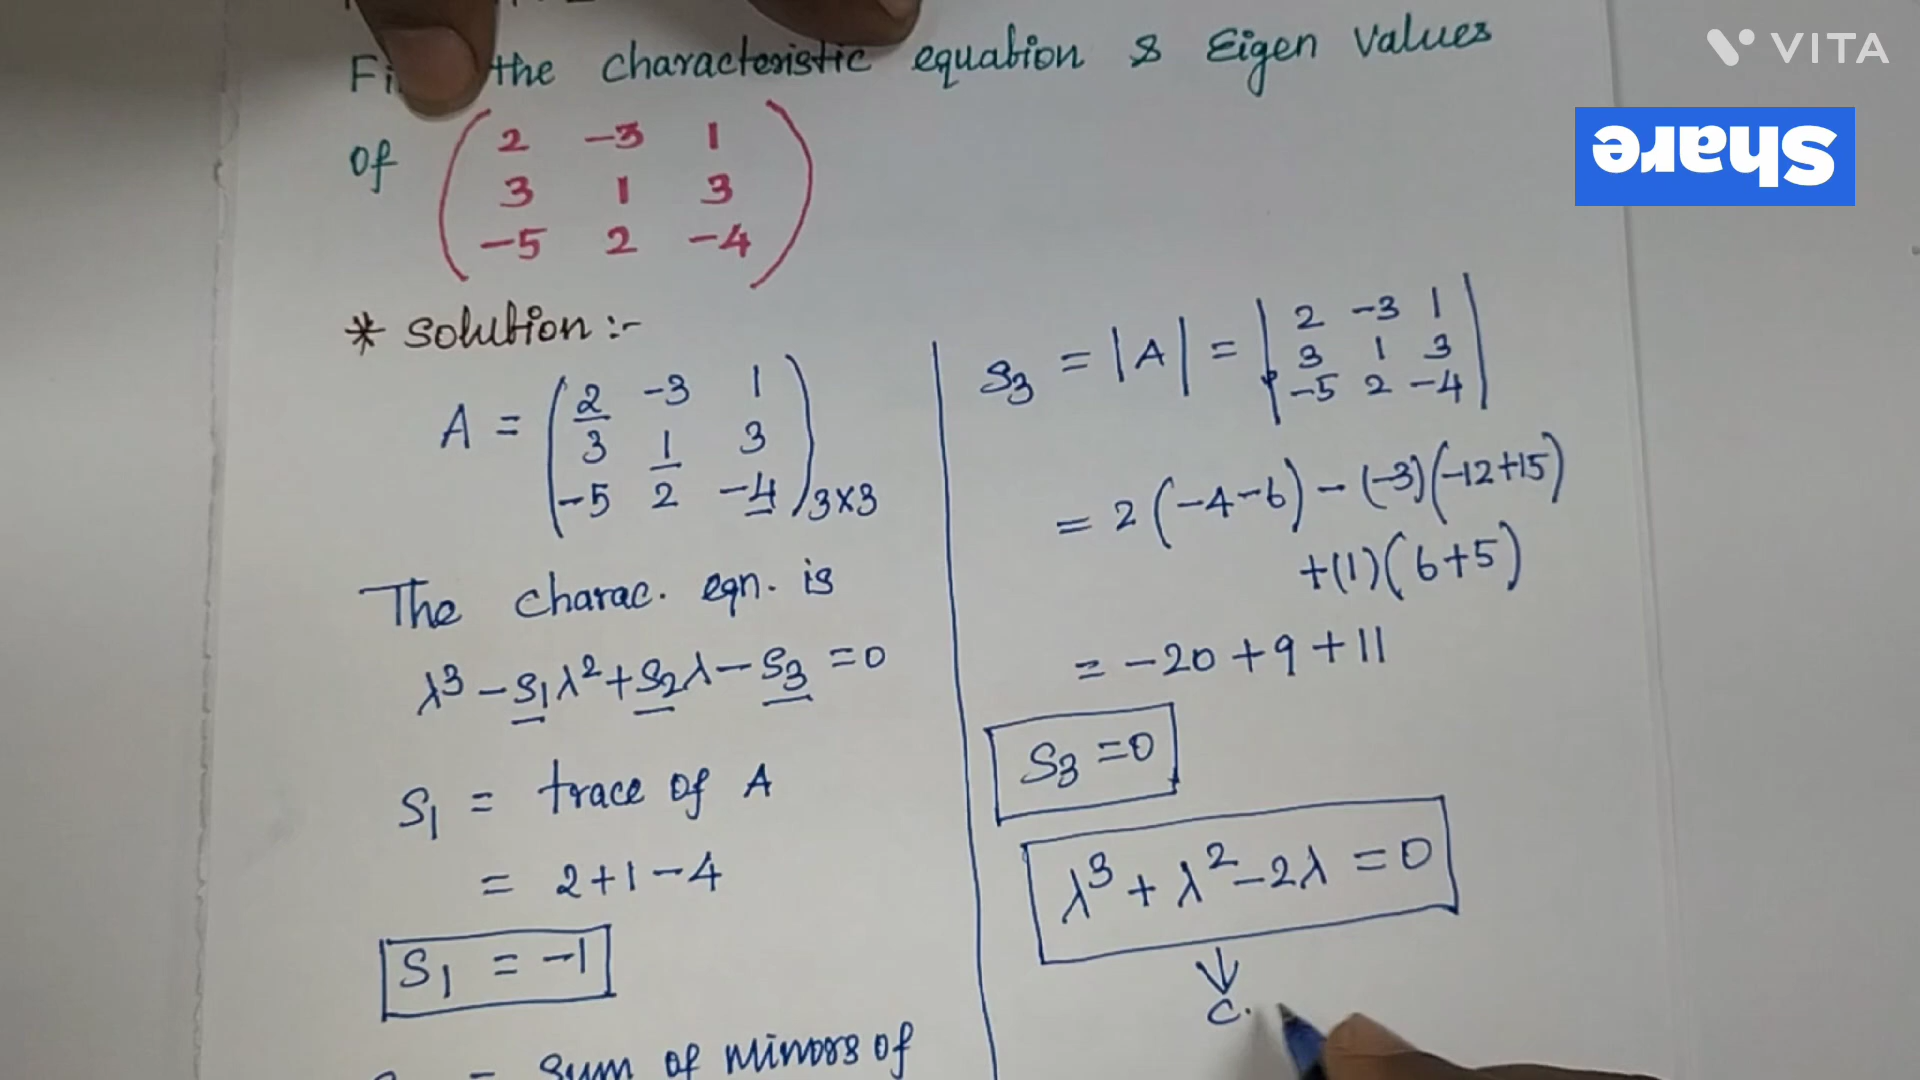 VITA
Share
the characteristic equation & Eigen Values
of
2 -3 1
3 1 3
-5 2 -4
* Solution :-
A = 2 -3 1
3 1 3
-5 2 -4 3x3
The charac. eqn. is
λ³ - S₁λ² + S₂λ - S₃ = 0
S₁ = trace of A
= 2+1-4
S₁ = -1
= Sum of minors of
S₃ = |A| = 2 -3 1
3 1 3
-5 2 -4
= 2(-4-6) - (-3)(-12+15)
+(1)(6+5)
= -20 + 9 + 11
S₃ = 0
λ³ + λ² - 2λ = 0
↓
C.